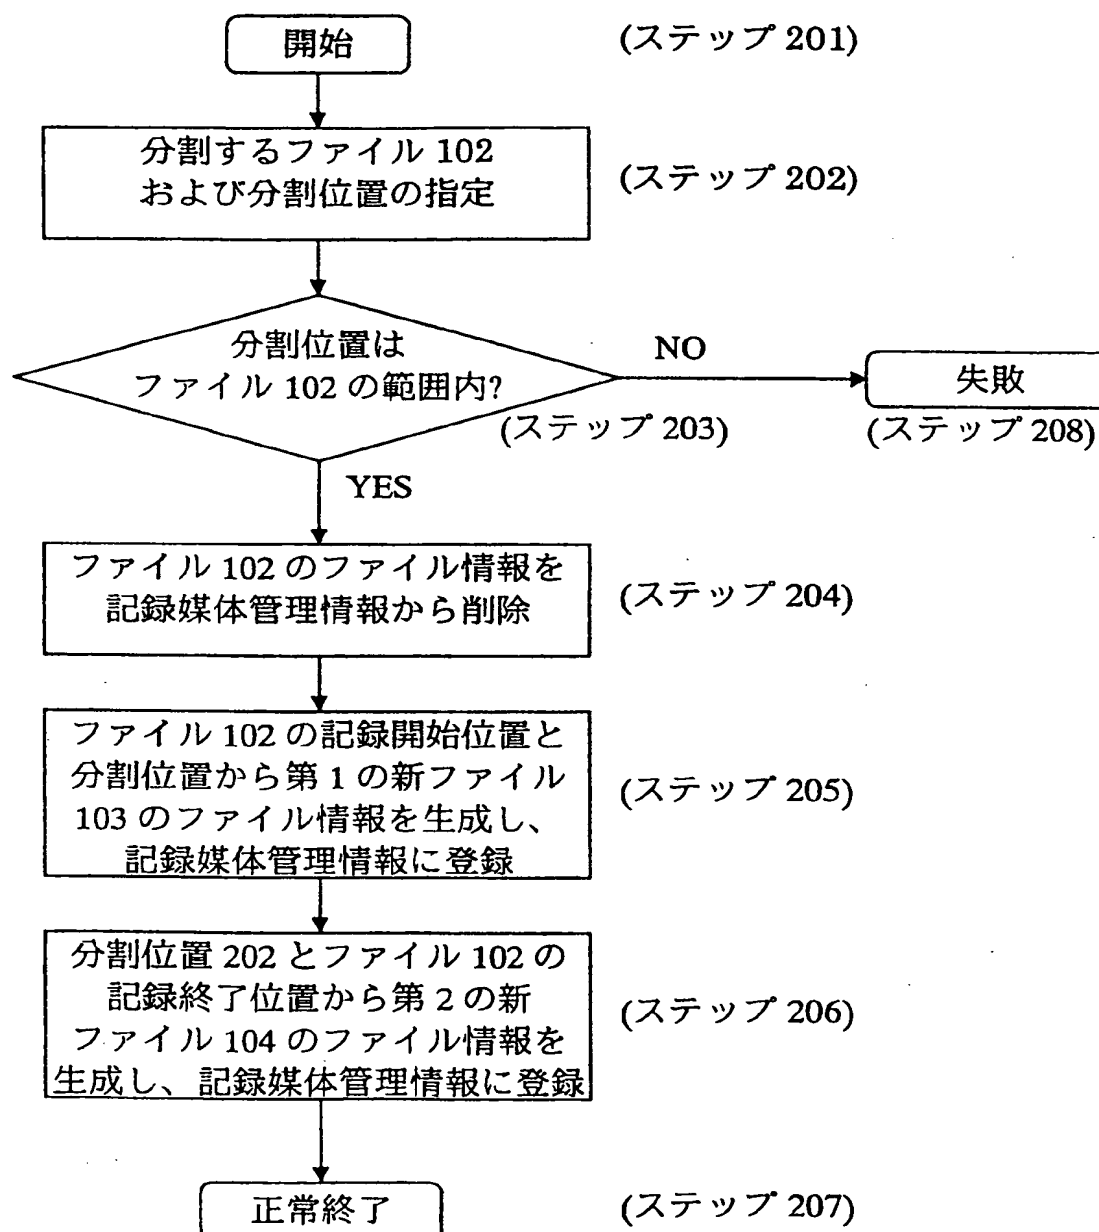 開始
(ステップ 201)
分割するファイル 102
および分割位置の指定
(ステップ 202)
分割位置は
ファイル 102 の範囲内?
(ステップ 203)
NO
失敗
(ステップ 208)
YES
ファイル 102 のファイル情報を
記録媒体管理情報から削除
(ステップ 204)
ファイル 102 の記録開始位置と
分割位置から第 1 の新ファイル
103 のファイル情報を生成し、
記録媒体管理情報に登録
(ステップ 205)
分割位置 202 とファイル 102 の
記録終了位置から第 2 の新
ファイル 104 のファイル情報を
生成し、記録媒体管理情報に登録
(ステップ 206)
正常終了
(ステップ 207)